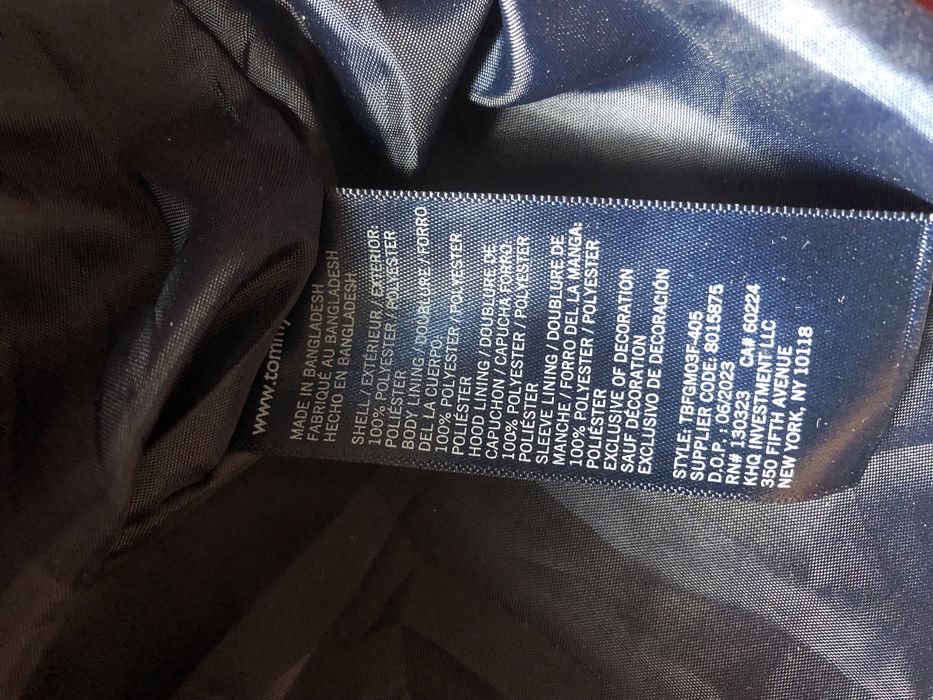 www.tommy
MADE IN BANGLADESH
FABRIQUÉ AU BANGLADESH
HECHO EN BANGLADESH
SHELL / EXTÉRIEUR / EXTERIOR:
100% POLYESTER / POLYESTER
POLIÉSTER
BODY LINING / DOUBLURE / FORRO
DEL LA CUERPO:
100% POLYESTER / POLYESTER
POLIÉSTER
HOOD LINING / DOUBLURE DE
CAPUCHON / CAPUCHA FORRO:
100% POLYESTER / POLYESTER
POLIÉSTER
SLEEVE LINING / DOUBLURE DE
MANCHE / FORRO DEL LA MANGA:
100% POLYESTER / POLYESTER
POLIÉSTER
EXCLUSIVE OF DECORATION
SAUF DÉCORATION
EXCLUSIVO DE DECORACIÓN
STYLE: TBFGM03F-405
SUPPLIER CODE: 8015875
D.O.P. : 06/2023
RN# 130323 CA# 60224
KHQ INVESTMENT LLC
350 FIFTH AVENUE
NEW YORK, NY 10118